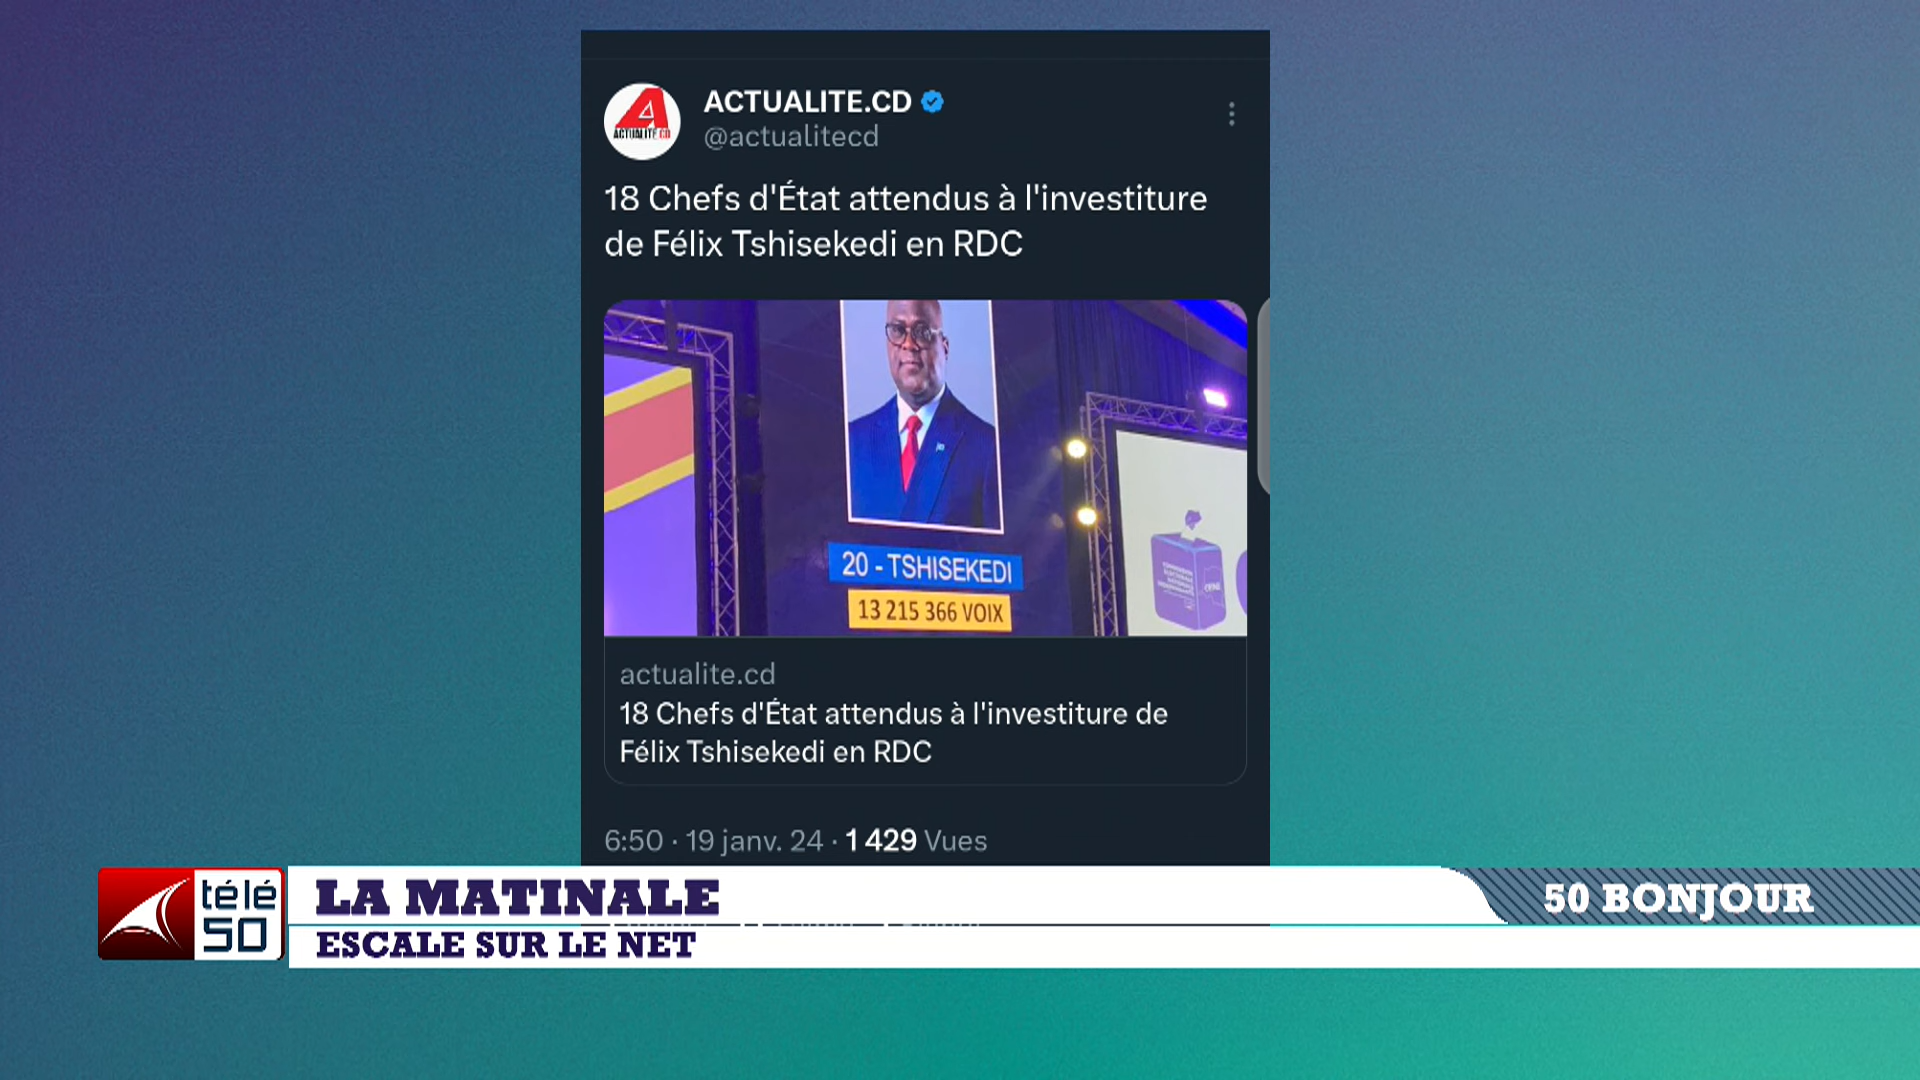 ACTUALITE.CD
ACTUALITE.CD
@actualitecd
18 Chefs d'État attendus à l'investiture
de Félix Tshisekedi en RDC
20 - TSHISEKEDI
13 215 366 VOIX
actualite.cd
18 Chefs d'État attendus à l'investiture de
Félix Tshisekedi en RDC
6:50 · 19 janv. 24 · 1 429 Vues
télé
50
LA MATINALE
50 BONJOUR
ESCALE SUR LE NET